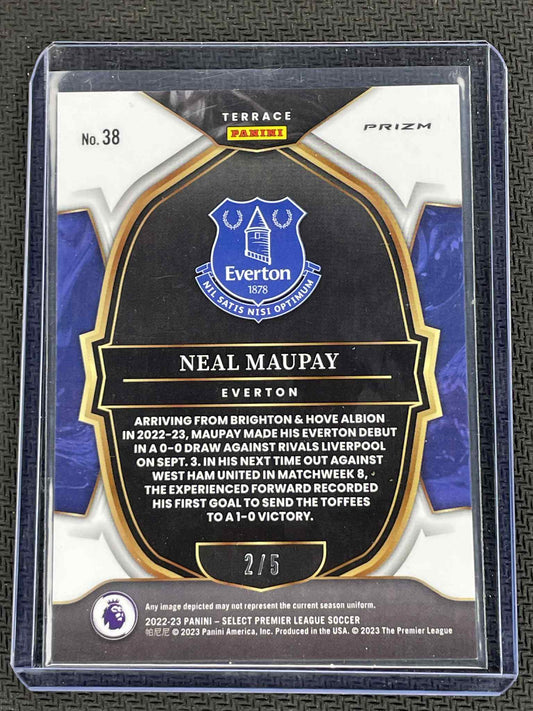 TERRACE
PANINI
No. 38
PRIZM
Everton
1878
NIL SATIS NISI OPTIMUM
NEAL MAUPAY
EVERTON
ARRIVING FROM BRIGHTON & HOVE ALBION
IN 2022-23, MAUPAY MADE HIS EVERTON DEBUT
IN A 0-0 DRAW AGAINST RIVALS LIVERPOOL
ON SEPT. 3. IN HIS NEXT TIME OUT AGAINST
WEST HAM UNITED IN MATCHWEEK 8,
THE EXPERIENCED FORWARD RECORDED
HIS FIRST GOAL TO SEND THE TOFFEES
TO A 1-0 VICTORY.
2/5
Any image depicted may not represent the current season uniform.
2022-23 PANINI – SELECT PREMIER LEAGUE SOCCER
帕尼尼 © 2023 Panini America, Inc. Produced in the USA. © 2023 The Premier League